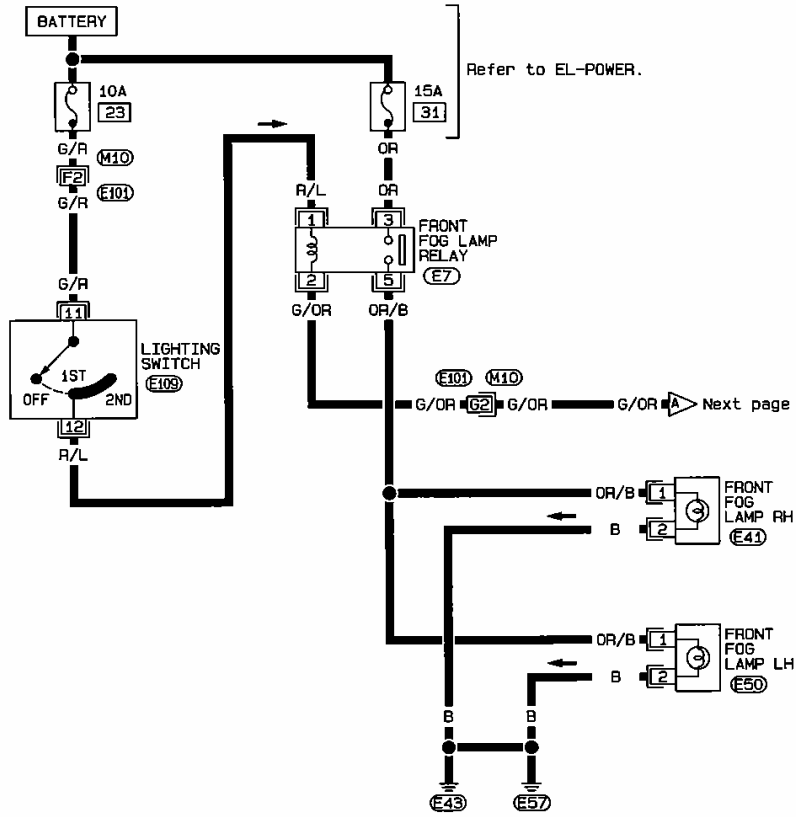 BATTERY
Refer to EL-POWER.
10A
23
15A
31
G/R
M10
F2
E101
G/R
OR
R/L
OR
1
3
FRONT
FOG LAMP
RELAY
E7
2
5
G/OR
OR/B
G/R
11
LIGHTING
SWITCH
E109
1ST
OFF
2ND
12
R/L
E101
M10
G/OR
G2
G/OR
G/OR
A
Next page
OR/B
1
FRONT
FOG
LAMP RH
E41
B
2
OR/B
1
FRONT
FOG
LAMP LH
E50
B
2
B
B
E43
E57